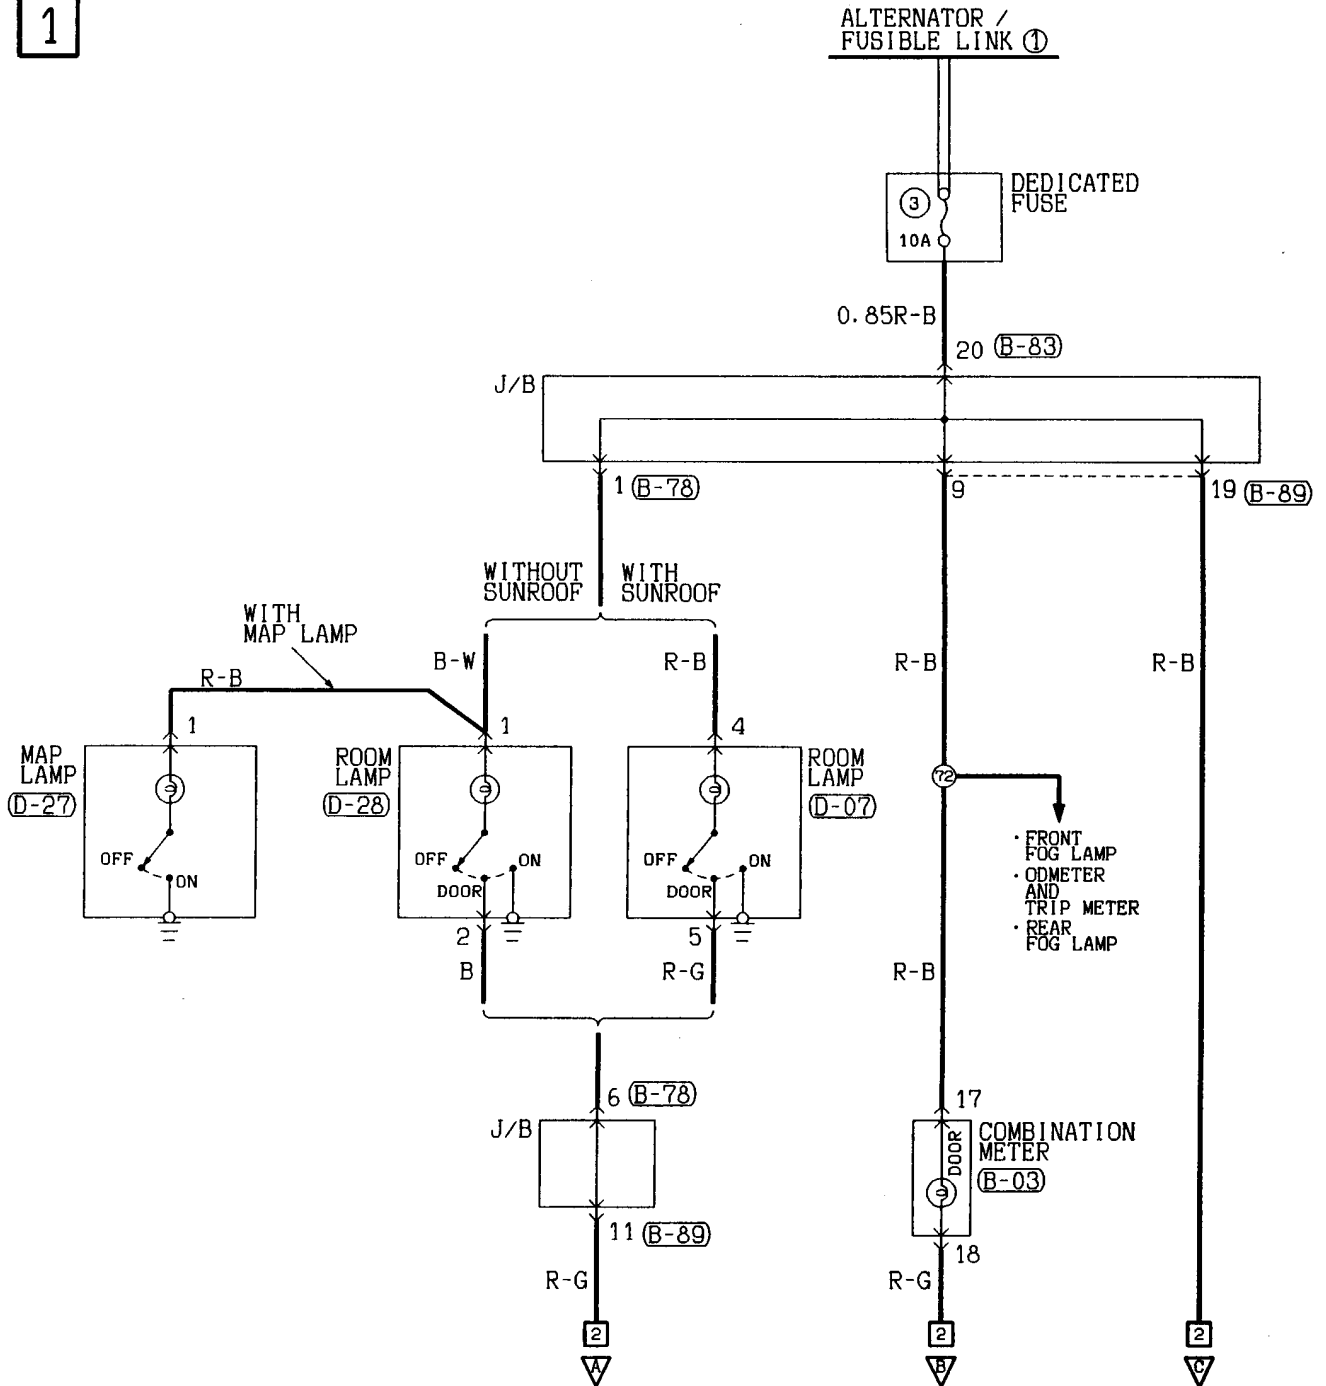 1
ALTERNATOR /
FUSIBLE LINK ①
DEDICATED
FUSE
③
10A
0.85R-B
20 (B-83)
J/B
1 (B-78)
9
19 (B-89)
WITHOUT
SUNROOF
WITH
SUNROOF
WITH
MAP LAMP
R-B
B-W
R-B
R-B
R-B
1
1
4
MAP
LAMP
(D-27)
OFF
ON
ROOM
LAMP
(D-28)
OFF
ON
DOOR
ROOM
LAMP
(D-07)
OFF
ON
DOOR
72
· FRONT
FOG LAMP
· ODMETER
AND
TRIP METER
· REAR
FOG LAMP
2
5
B
R-G
R-B
6 (B-78)
J/B
11 (B-89)
R-G
17
DOOR
COMBINATION
METER
(B-03)
18
R-G
2
2
2
A
B
C